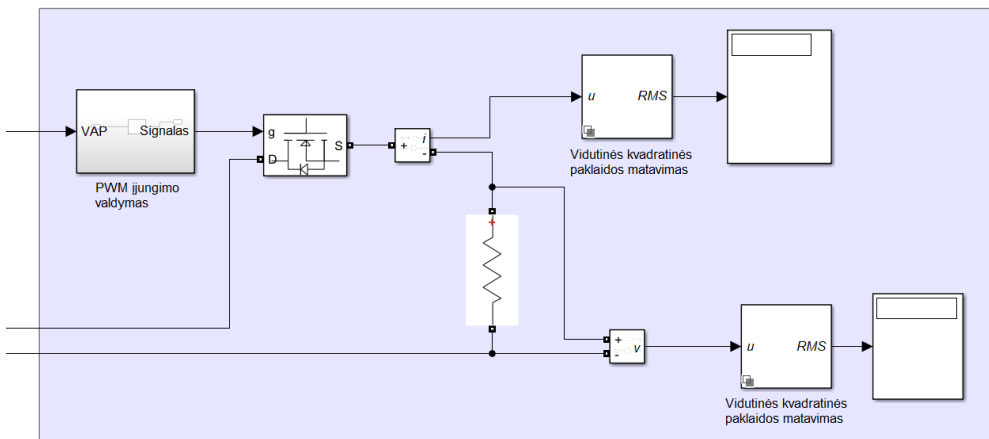 VAP
Signalas
PWM įjungimo
valdymas
g
D
S
+
i
-
u
RMS
Vidutinės kvadratinės
paklaidos matavimas
+
+
-
v
u
RMS
Vidutinės kvadratinės
paklaidos matavimas